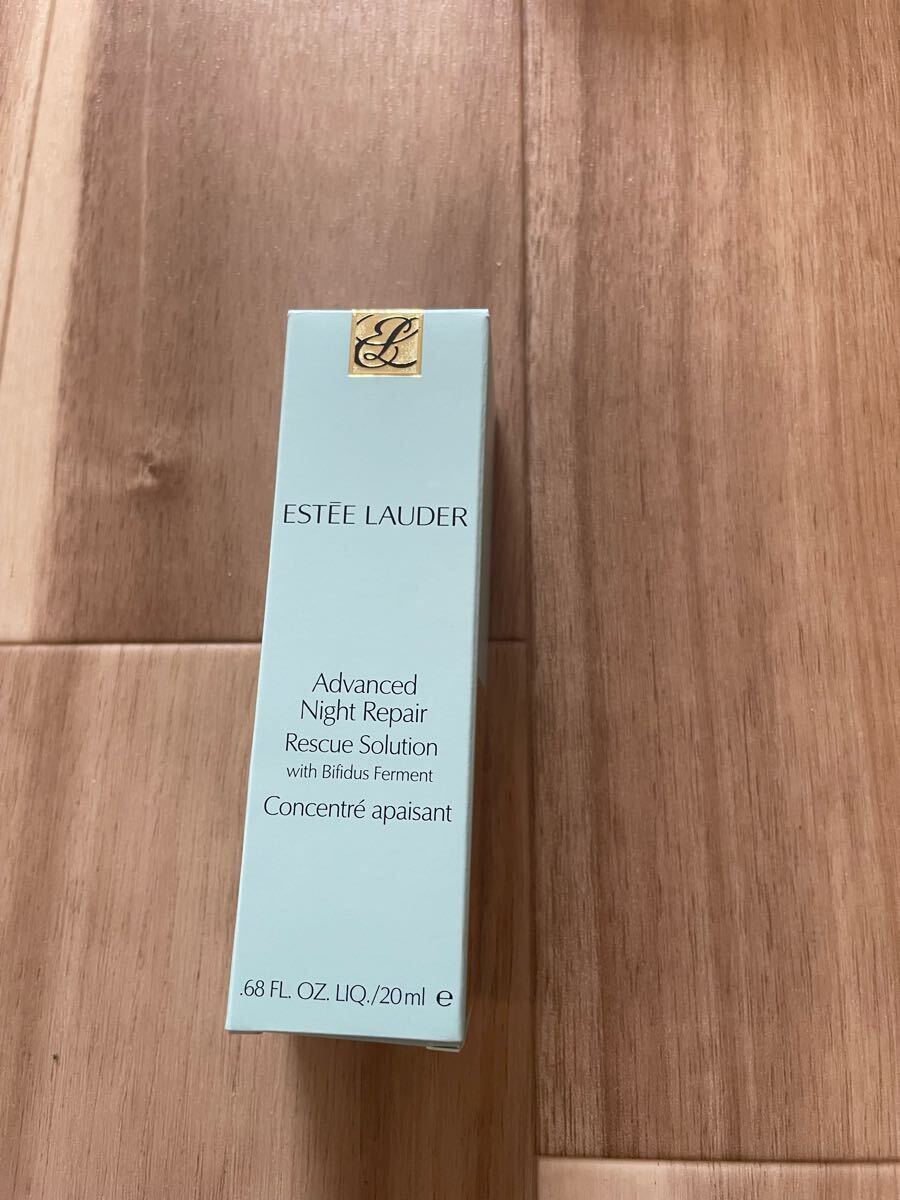 EL
ESTĒE LAUDER
Advanced
Night Repair
Rescue Solution
with Bifidus Ferment
Concentré apaisant
.68 FL. OZ. LIQ./20ml ℮